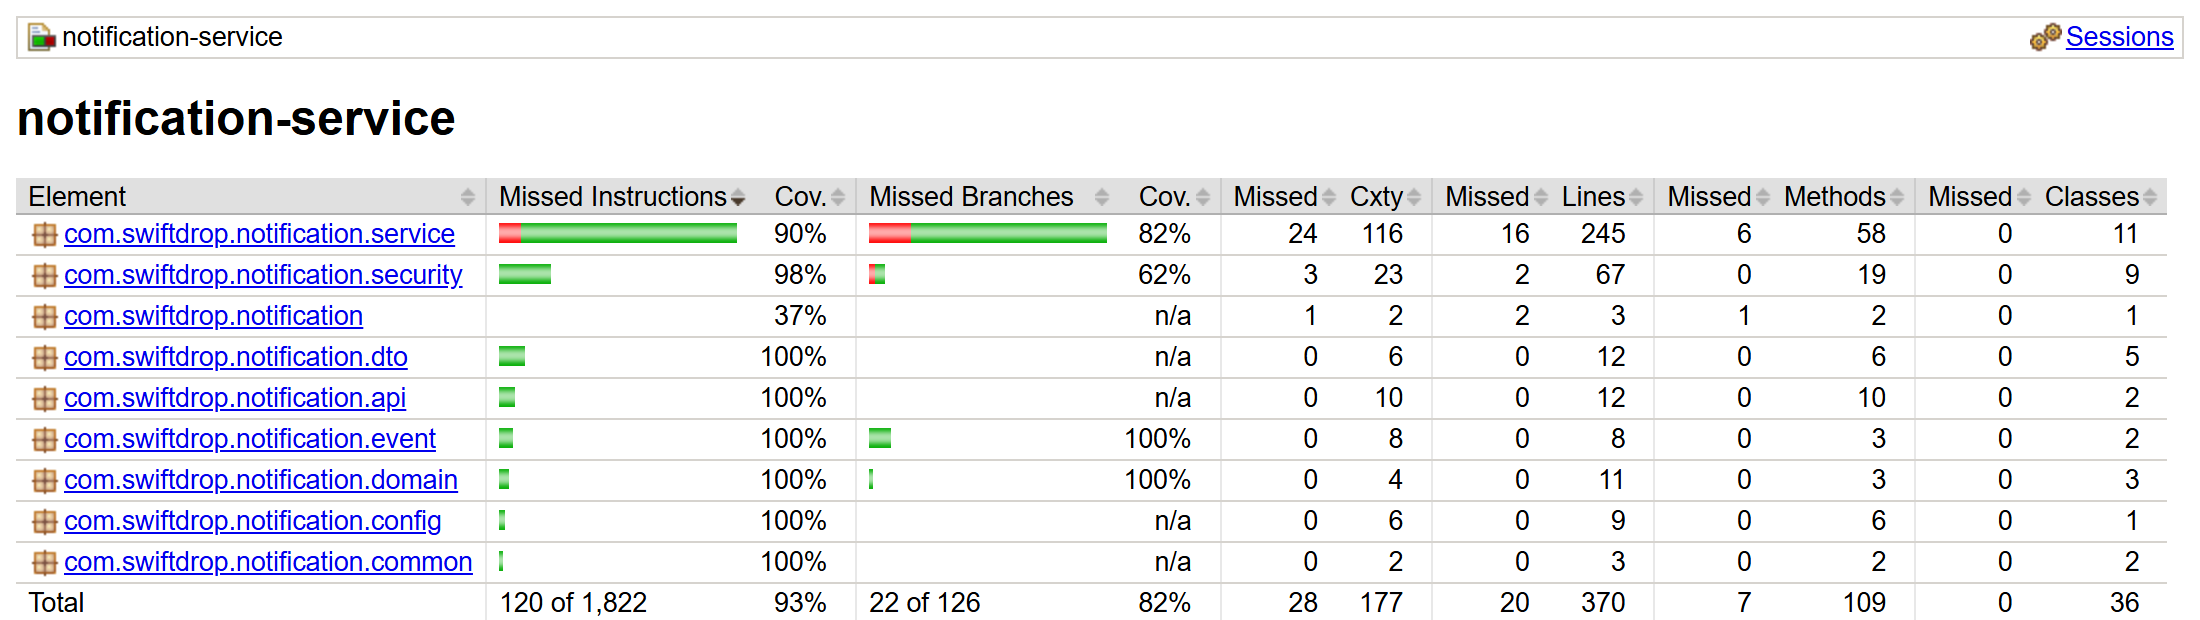 notification-service Sessions
notification-service
Element Missed Instructions Cov. Missed Branches Cov. Missed Cxty Missed Lines Missed Methods Missed Classes
com.swiftdrop.notification.service 90% 82% 24 116 16 245 6 58 0 11
com.swiftdrop.notification.security 98% 62% 3 23 2 67 0 19 0 9
com.swiftdrop.notification 37% n/a 1 2 2 3 1 2 0 1
com.swiftdrop.notification.dto 100% n/a 0 6 0 12 0 6 0 5
com.swiftdrop.notification.api 100% n/a 0 10 0 12 0 10 0 2
com.swiftdrop.notification.event 100% 100% 0 8 0 8 0 3 0 2
com.swiftdrop.notification.domain 100% 100% 0 4 0 11 0 3 0 3
com.swiftdrop.notification.config 100% n/a 0 6 0 9 0 6 0 1
com.swiftdrop.notification.common 100% n/a 0 2 0 3 0 2 0 2
Total 120 of 1,822 93% 22 of 126 82% 28 177 20 370 7 109 0 36